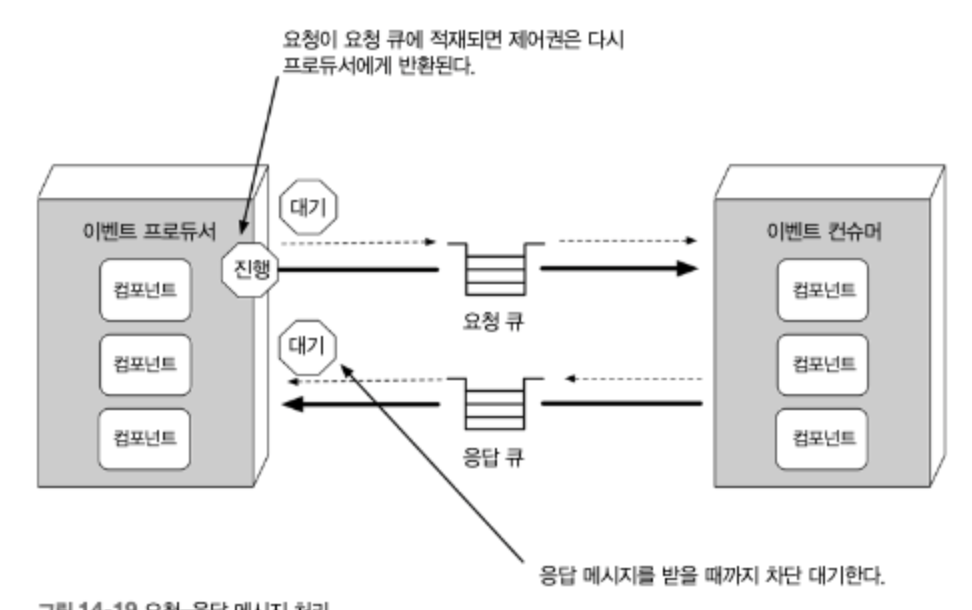 요청이 요청 큐에 적재되면 제어권은 다시
프로듀서에게 반환된다.
대기
이벤트 프로듀서
진행
컴포넌트
컴포넌트
컴포넌트
요청 큐
대기
응답 큐
이벤트 컨슈머
컴포넌트
컴포넌트
컴포넌트
응답 메시지를 받을 때까지 차단 대기한다.
그림 14-19 요청-응답 메시지 처리